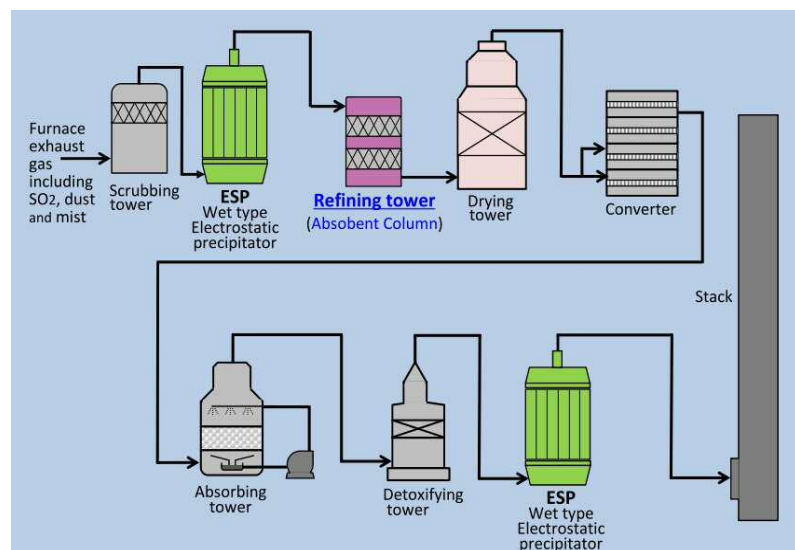 Furnace
exhaust
gas
including
SO2, dust
and mist
Scrubbing
tower
ESP
Wet type
Electrostatic
precipitator
Refining tower
(Absobent Column)
Drying
tower
Converter
Stack
Absorbing
tower
Detoxifying
tower
ESP
Wet type
Electrostatic
precipitator